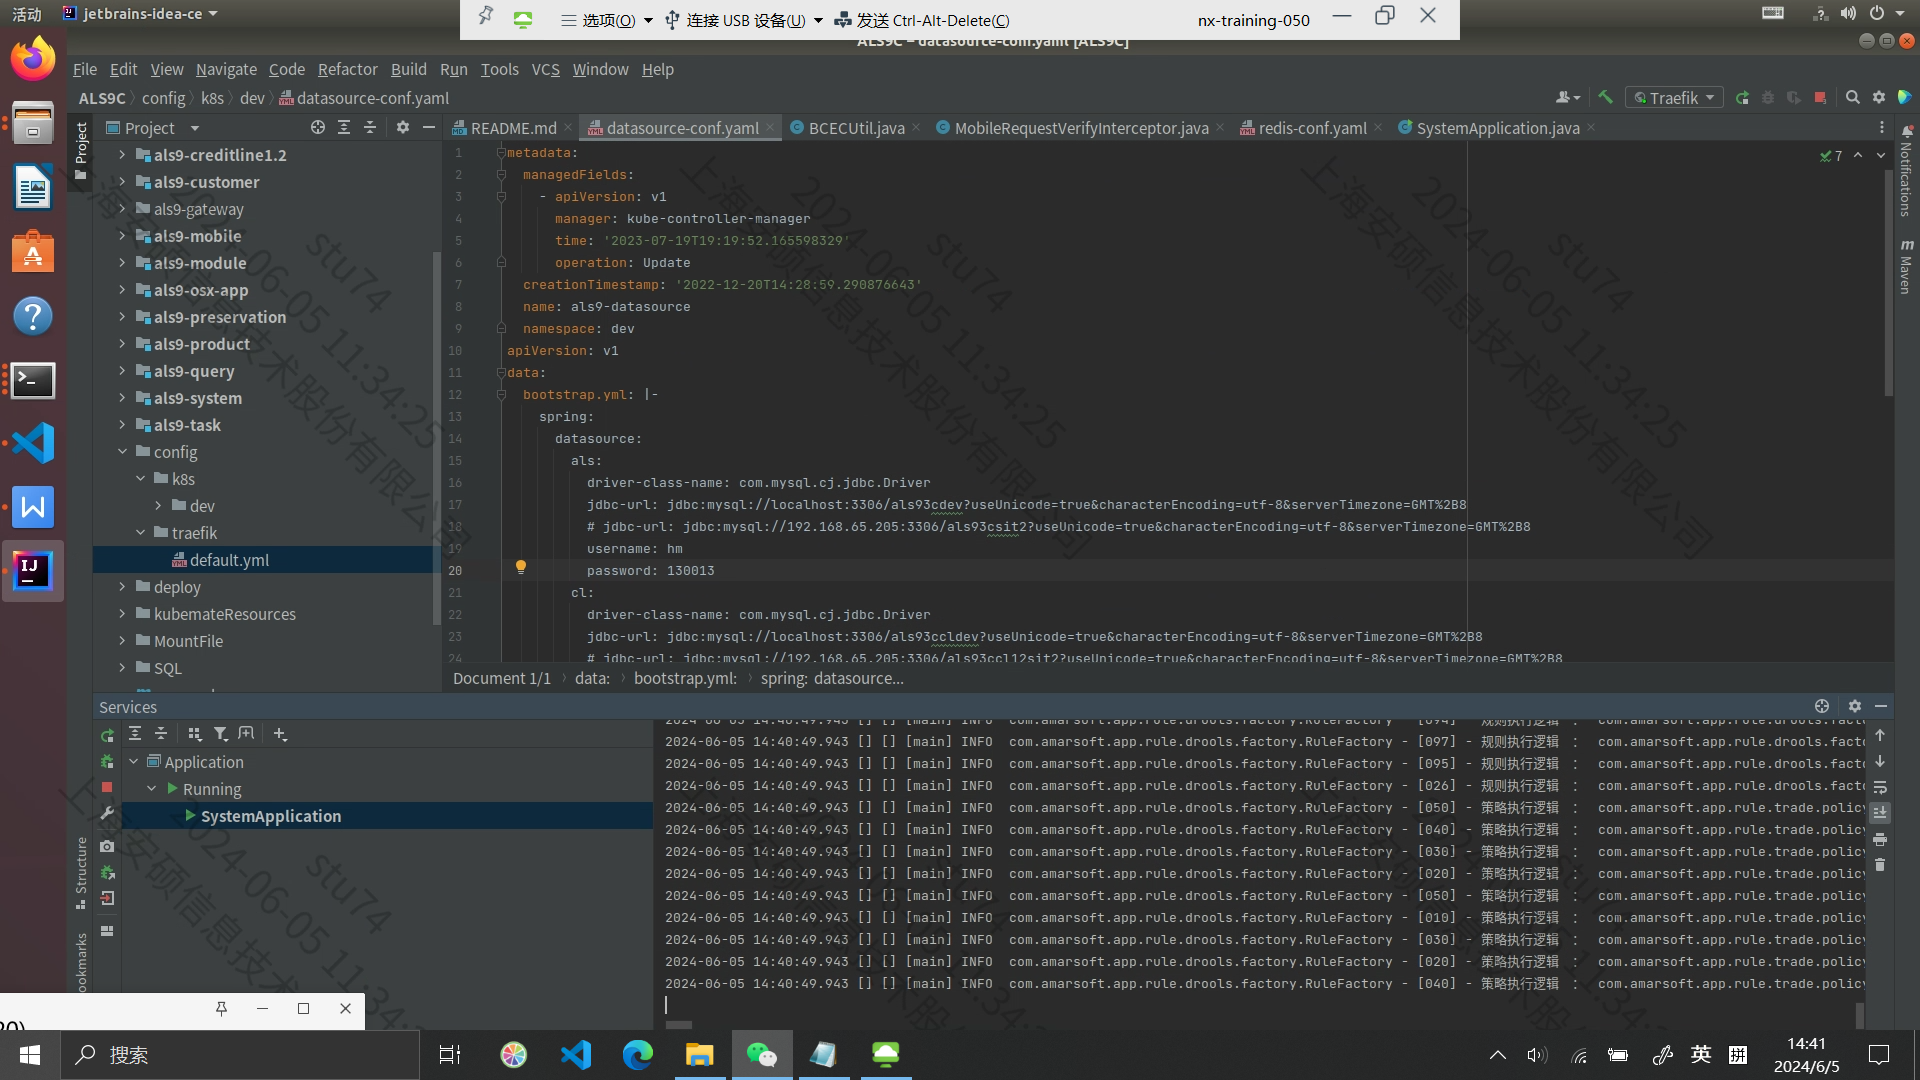 活动 jetbrains-idea-ce
选项(O) 连接 USB 设备(U) 发送 Ctrl-Alt-Delete(C) nx-training-050
ALS9C – datasource-conf.yaml [ALS9C]
File Edit View Navigate Code Refactor Build Run Tools VCS Window Help
ALS9C config k8s dev datasource-conf.yaml
Traefik
Project
Project
README.md datasource-conf.yaml BCECUtil.java MobileRequestVerifyInterceptor.java redis-conf.yaml SystemApplication.java
Notifications
Maven
als9-creditline1.2
als9-customer
als9-gateway
als9-mobile
als9-module
als9-osx-app
als9-preservation
als9-product
als9-query
als9-system
als9-task
config
k8s
dev
traefik
default.yml
deploy
kubemateResources
MountFile
SQL
7
1 metadata:
2 managedFields:
3 - apiVersion: v1
4 manager: kube-controller-manager
5 time: '2023-07-19T19:19:52.165598329'
6 operation: Update
7 creationTimestamp: '2022-12-20T14:28:59.290876643'
8 name: als9-datasource
9 namespace: dev
10 apiVersion: v1
11 data:
12 bootstrap.yml: |-
13 spring:
14 datasource:
15 als:
16 driver-class-name: com.mysql.cj.jdbc.Driver
17 jdbc-url: jdbc:mysql://localhost:3306/als93cdev?useUnicode=true&characterEncoding=utf-8&serverTimezone=GMT%2B8
18 # jdbc-url: jdbc:mysql://192.168.65.205:3306/als93csit2?useUnicode=true&characterEncoding=utf-8&serverTimezone=GMT%2B8
19 username: hm
20 password: 130013
21 cl:
22 driver-class-name: com.mysql.cj.jdbc.Driver
23 jdbc-url: jdbc:mysql://localhost:3306/als93ccldev?useUnicode=true&characterEncoding=utf-8&serverTimezone=GMT%2B8
24 # jdbc-url: jdbc:mysql://192.168.65.205:3306/als93ccl12sit2?useUnicode=true&characterEncoding=utf-8&serverTimezone=GMT%2B8
Document 1/1 data: bootstrap.yml: spring: datasource...
Services
Application
Running
SystemApplication
Structure
ookmarks
2024-06-05 14:40:49.943 [] [] [main] INFO com.amarsoft.app.rule.drools.factory.RuleFactory - [094] - 规则执行逻辑 ： com.amarsoft.app.rule.drools.facto
2024-06-05 14:40:49.943 [] [] [main] INFO com.amarsoft.app.rule.drools.factory.RuleFactory - [097] - 规则执行逻辑 ： com.amarsoft.app.rule.drools.facto
2024-06-05 14:40:49.943 [] [] [main] INFO com.amarsoft.app.rule.drools.factory.RuleFactory - [095] - 规则执行逻辑 ： com.amarsoft.app.rule.drools.facto
2024-06-05 14:40:49.943 [] [] [main] INFO com.amarsoft.app.rule.drools.factory.RuleFactory - [026] - 规则执行逻辑 ： com.amarsoft.app.rule.drools.facto
2024-06-05 14:40:49.943 [] [] [main] INFO com.amarsoft.app.rule.drools.factory.RuleFactory - [050] - 策略执行逻辑 ： com.amarsoft.app.rule.trade.policy
2024-06-05 14:40:49.943 [] [] [main] INFO com.amarsoft.app.rule.drools.factory.RuleFactory - [040] - 策略执行逻辑 ： com.amarsoft.app.rule.trade.policy
2024-06-05 14:40:49.943 [] [] [main] INFO com.amarsoft.app.rule.drools.factory.RuleFactory - [030] - 策略执行逻辑 ： com.amarsoft.app.rule.trade.policy
2024-06-05 14:40:49.943 [] [] [main] INFO com.amarsoft.app.rule.drools.factory.RuleFactory - [020] - 策略执行逻辑 ： com.amarsoft.app.rule.trade.policy
2024-06-05 14:40:49.943 [] [] [main] INFO com.amarsoft.app.rule.drools.factory.RuleFactory - [050] - 策略执行逻辑 ： com.amarsoft.app.rule.trade.policy
2024-06-05 14:40:49.943 [] [] [main] INFO com.amarsoft.app.rule.drools.factory.RuleFactory - [010] - 策略执行逻辑 ： com.amarsoft.app.rule.trade.policy
2024-06-05 14:40:49.943 [] [] [main] INFO com.amarsoft.app.rule.drools.factory.RuleFactory - [030] - 策略执行逻辑 ： com.amarsoft.app.rule.trade.policy
2024-06-05 14:40:49.943 [] [] [main] INFO com.amarsoft.app.rule.drools.factory.RuleFactory - [020] - 策略执行逻辑 ： com.amarsoft.app.rule.trade.policy
2024-06-05 14:40:49.943 [] [] [main] INFO com.amarsoft.app.rule.drools.factory.RuleFactory - [040] - 策略执行逻辑 ： com.amarsoft.app.rule.trade.policy
上海安硕信息技术股份有限公司
2024-06-05 11:34:25
stu74
搜索
英 拼
14:41
2024/6/5